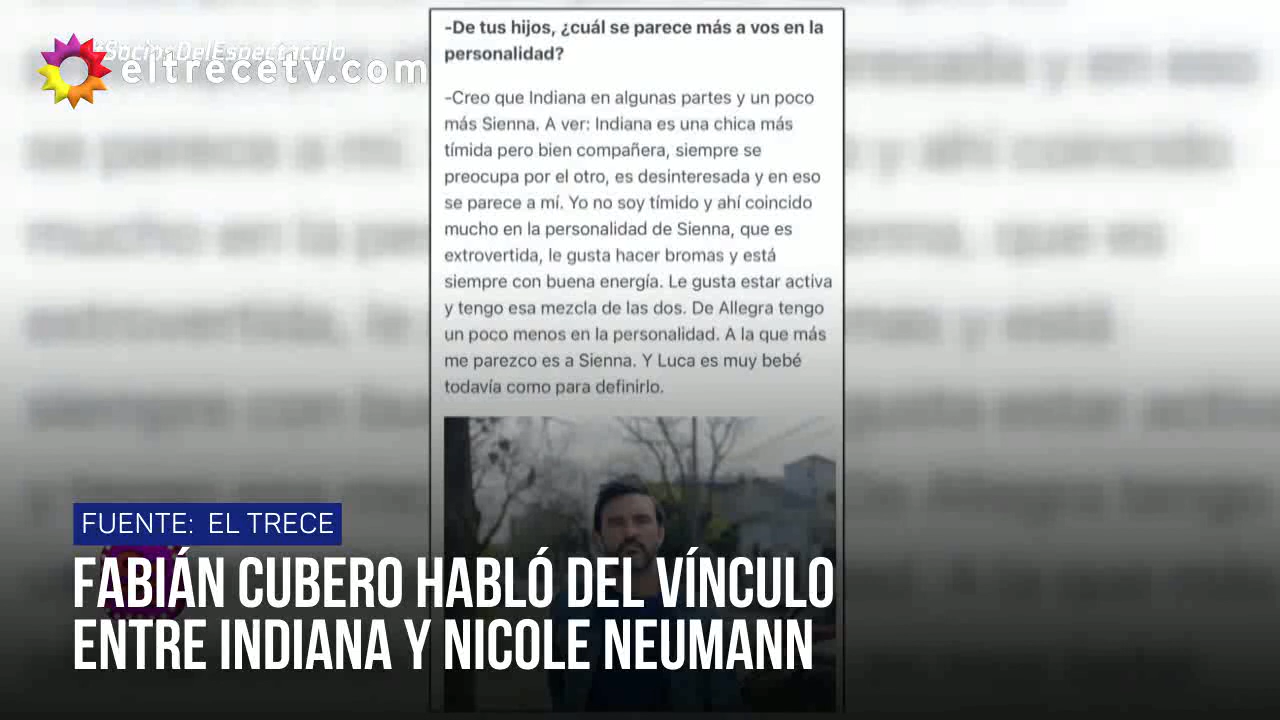 #SociosDelEspectaculo
eltrecetv.com
-De tus hijos, ¿cuál se parece más a vos en la
personalidad?
-Creo que Indiana en algunas partes y un poco
más Sienna. A ver: Indiana es una chica más
tímida pero bien compañera, siempre se
preocupa por el otro, es desinteresada y en eso
se parece a mí. Yo no soy tímido y ahí coincido
mucho en la personalidad de Sienna, que es
extrovertida, le gusta hacer bromas y está
siempre con buena energía. Le gusta estar activa
y tengo esa mezcla de las dos. De Allegra tengo
un poco menos en la personalidad. A la que más
me parezco es a Sienna. Y Luca es muy bebé
todavía como para definirlo.
FUENTE: EL TRECE
FABIÁN CUBERO HABLÓ DEL VÍNCULO
ENTRE INDIANA Y NICOLE NEUMANN